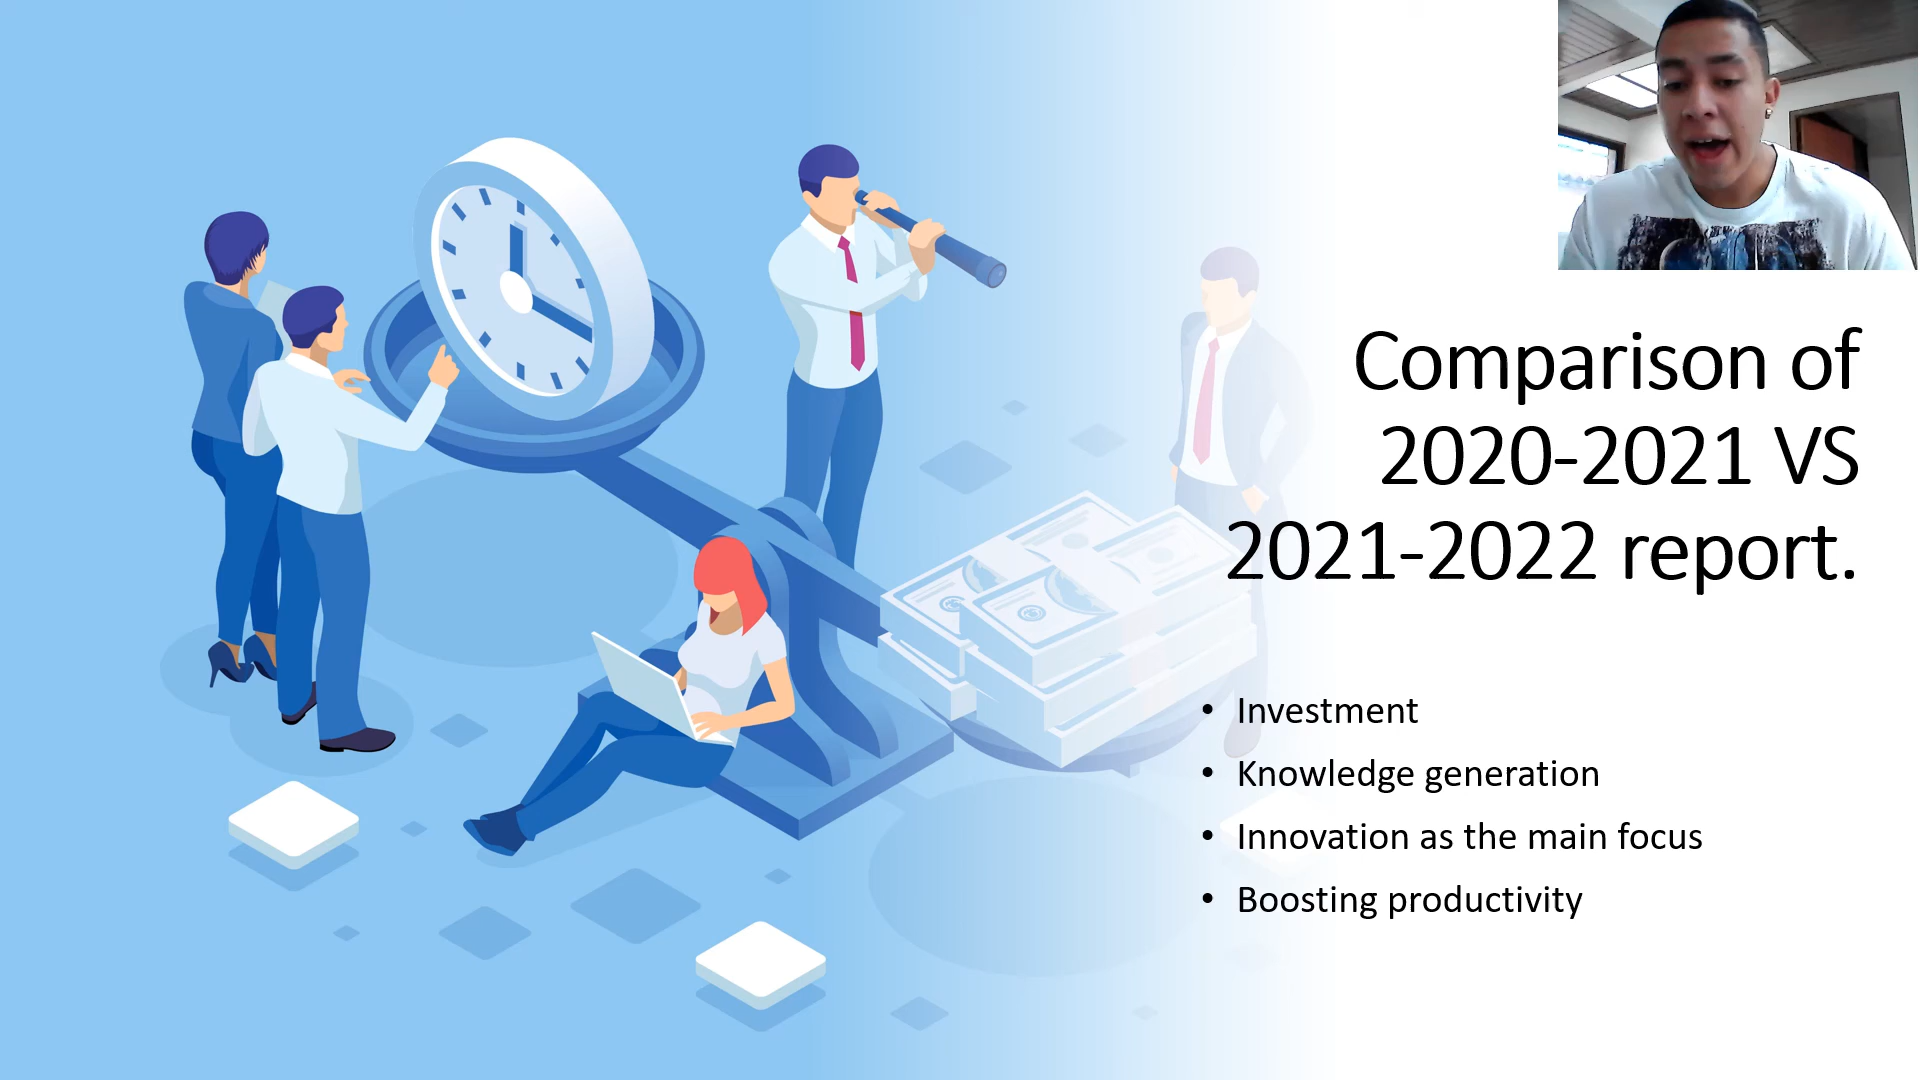 Comparison of
2020-2021 VS
2021-2022 report.
• Investment
• Knowledge generation
• Innovation as the main focus
• Boosting productivity